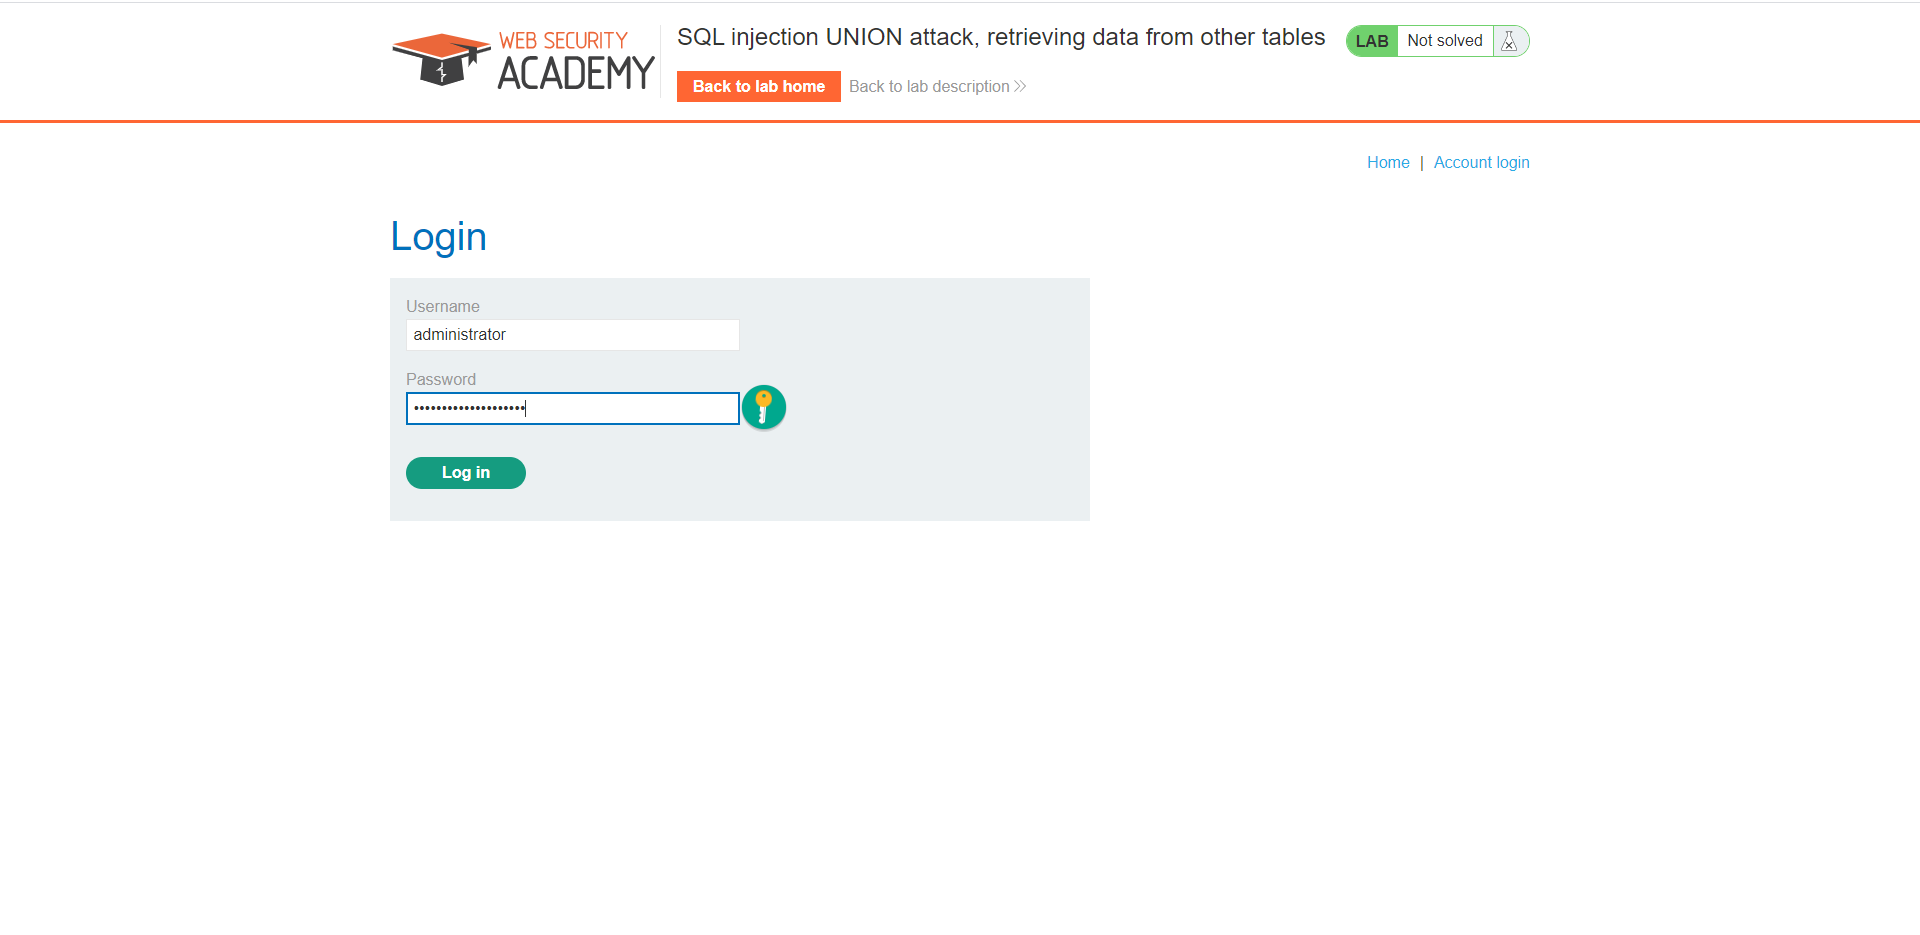 WEB SECURITY
ACADEMY
SQL injection UNION attack, retrieving data from other tables
Back to lab home
Back to lab description
LAB
Not solved
Home | Account login
Login
Username
administrator
Password
••••••••••••••••••••
Log in